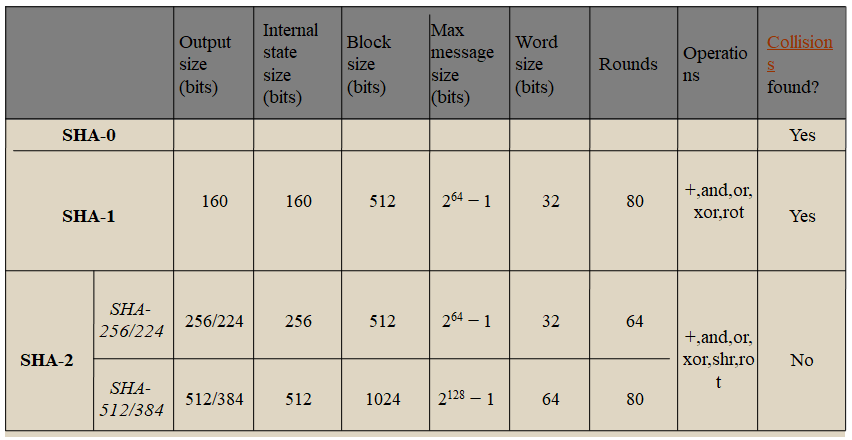 Output size (bits) Internal state size (bits) Block size (bits) Max message size (bits) Word size (bits) Rounds Operatio ns Collision s found?
SHA-0 Yes
SHA-1 160 160 512 2^64 − 1 32 80 +,and,or, xor,rot Yes
SHA-2 SHA- 256/224 256/224 256 512 2^64 − 1 32 64 +,and,or, xor,shr,ro t No
SHA- 512/384 512/384 512 1024 2^128 − 1 64 80